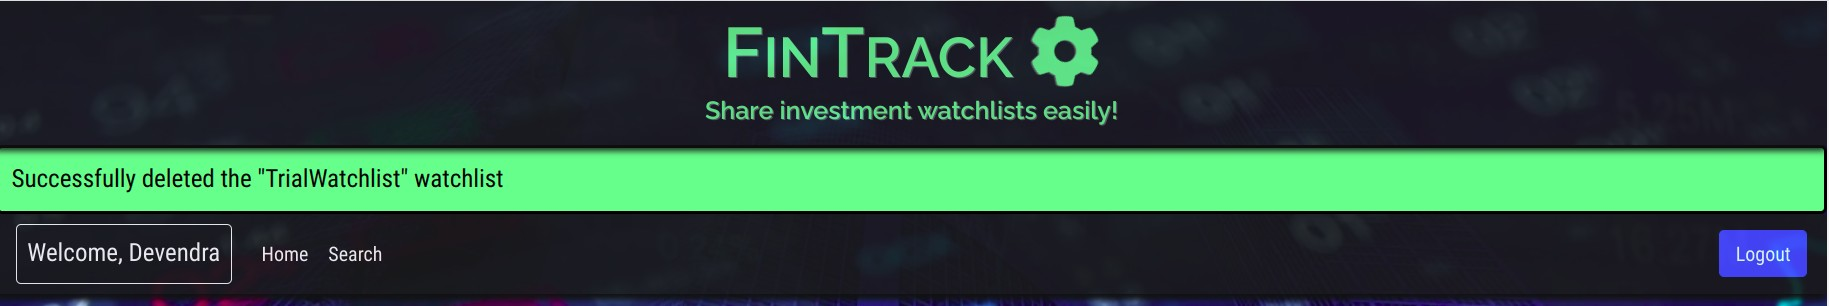 FINTRACK
Share investment watchlists easily!
Successfully deleted the "TrialWatchlist" watchlist
Welcome, Devendra Home Search Logout